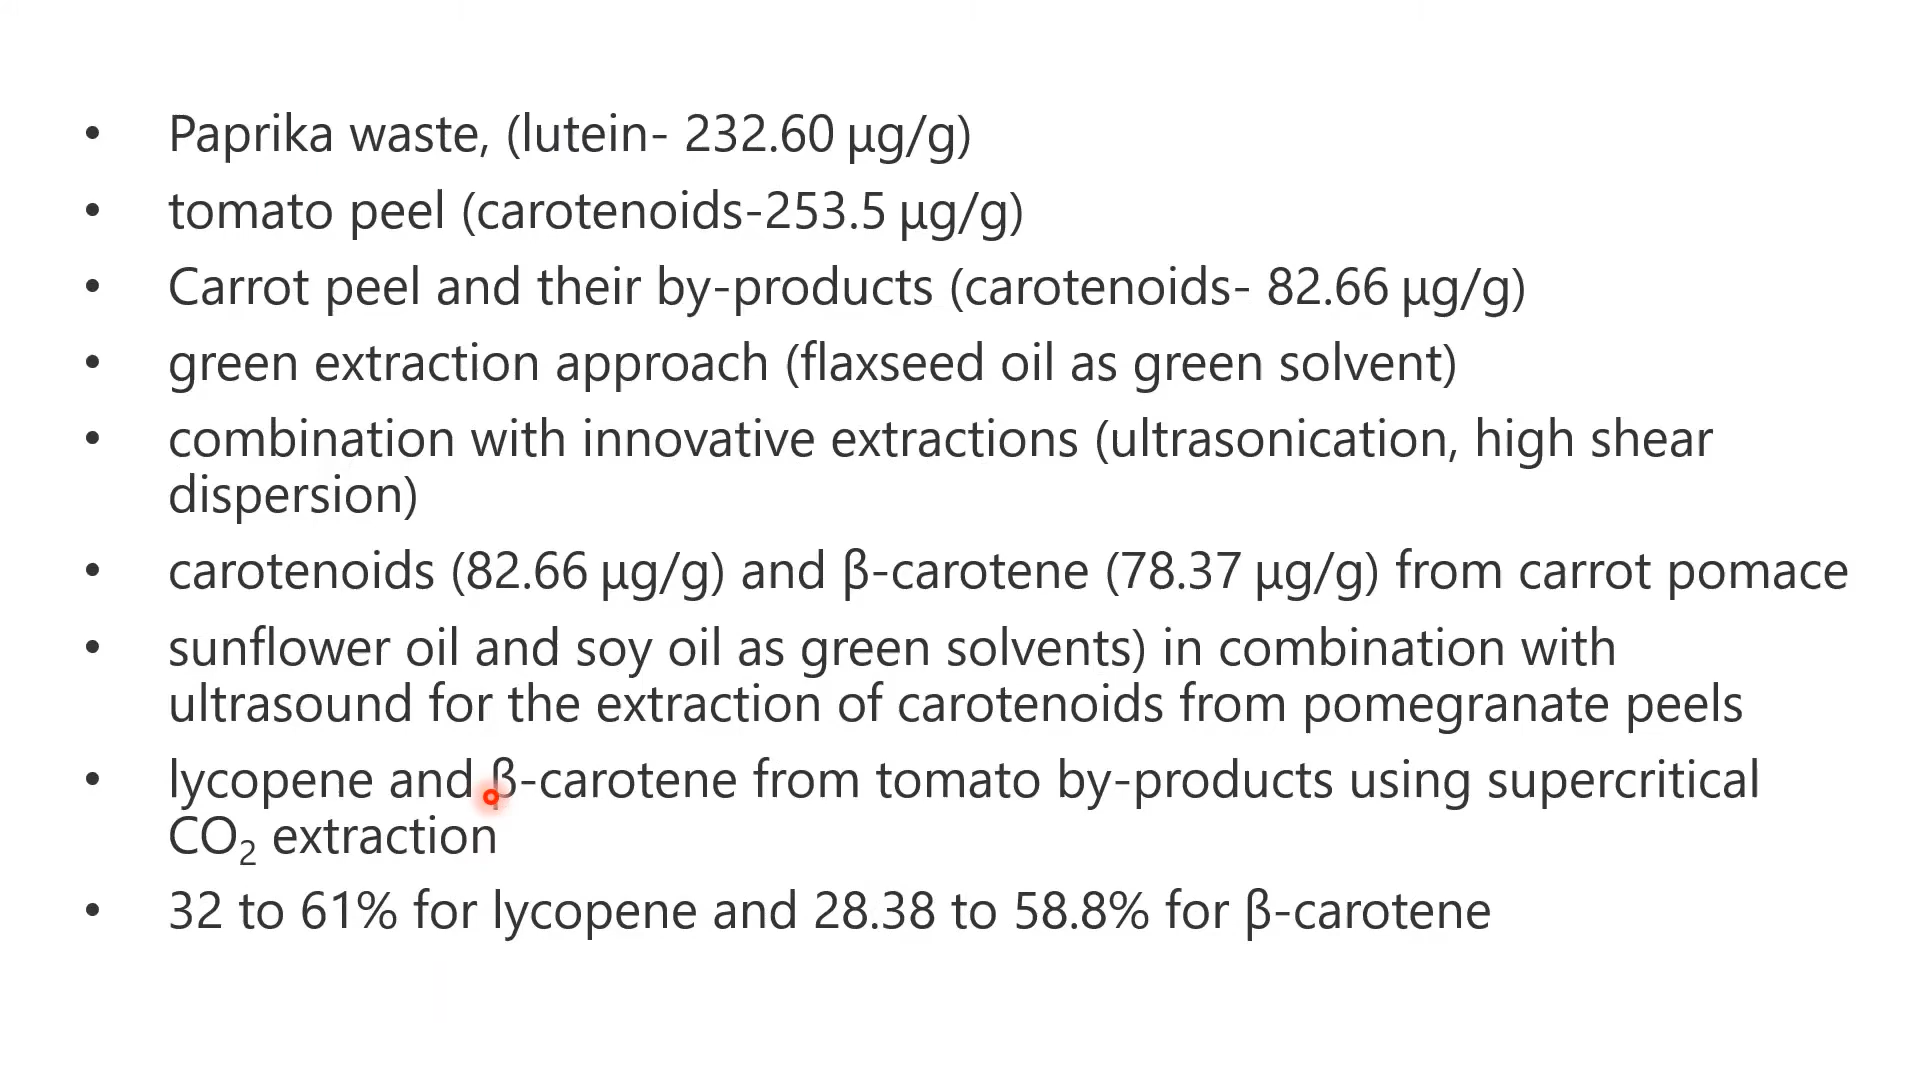 • Paprika waste, (lutein- 232.60 µg/g)
• tomato peel (carotenoids-253.5 µg/g)
• Carrot peel and their by-products (carotenoids- 82.66 µg/g)
• green extraction approach (flaxseed oil as green solvent)
• combination with innovative extractions (ultrasonication, high shear
dispersion)
• carotenoids (82.66 µg/g) and β-carotene (78.37 µg/g) from carrot pomace
• sunflower oil and soy oil as green solvents) in combination with
ultrasound for the extraction of carotenoids from pomegranate peels
• lycopene and β-carotene from tomato by-products using supercritical
CO₂ extraction
• 32 to 61% for lycopene and 28.38 to 58.8% for β-carotene